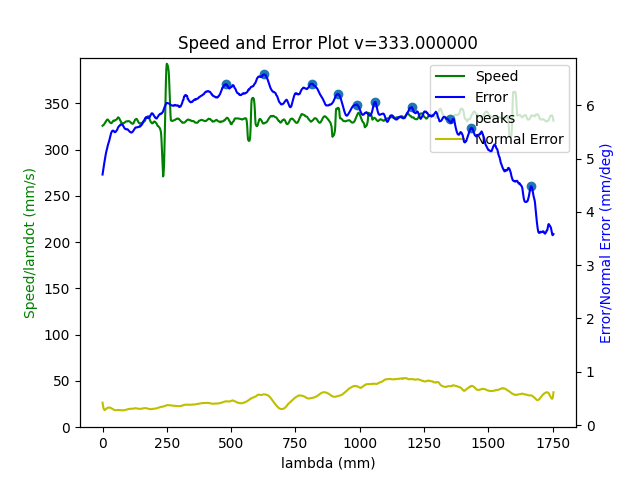 Speed and Error Plot v=333.000000
Speed
Error
peaks
Normal Error
Speed/lamdot (mm/s)
350
300
250
200
150
100
50
0
6
5
4
3
2
1
0
Error/Normal Error (mm/deg)
0 250 500 750 1000 1250 1500 1750
lambda (mm)